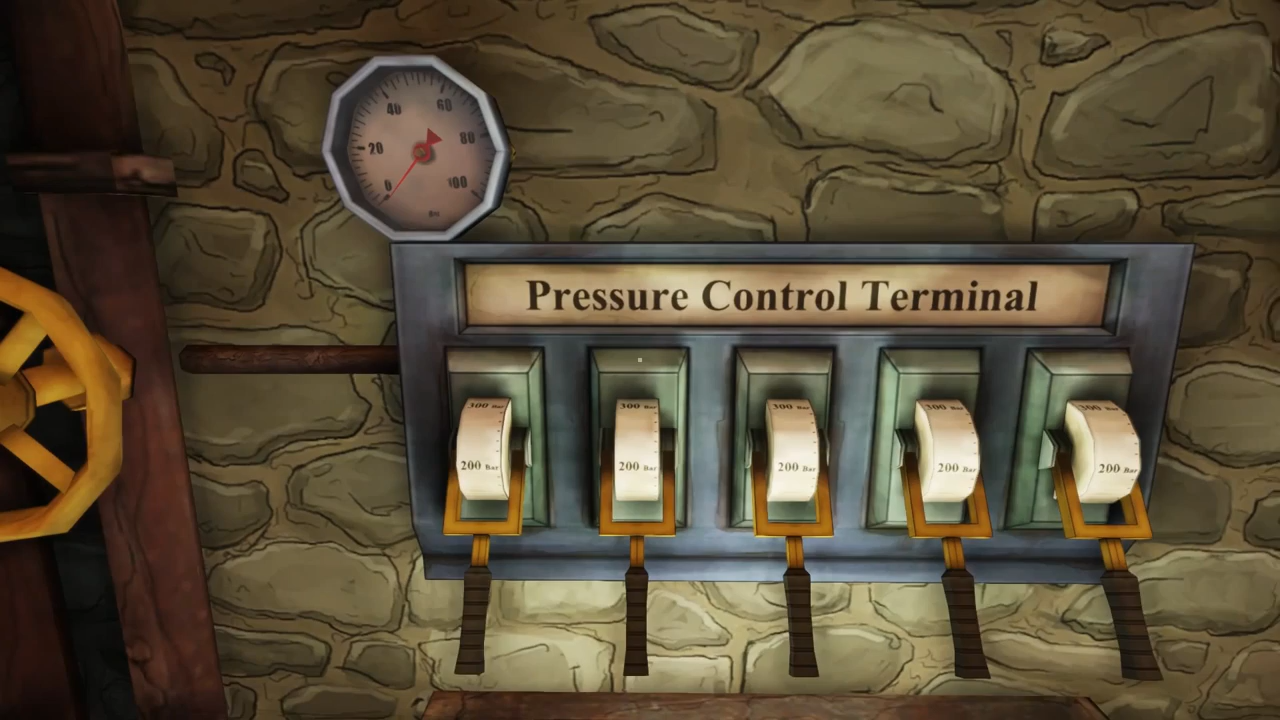 40 60
20 80
0 100
Bar
Pressure Control Terminal
300 Bar 300 Bar 300 Bar 300 Bar 300 Bar
200 Bar 200 Bar 200 Bar 200 Bar 200 Bar